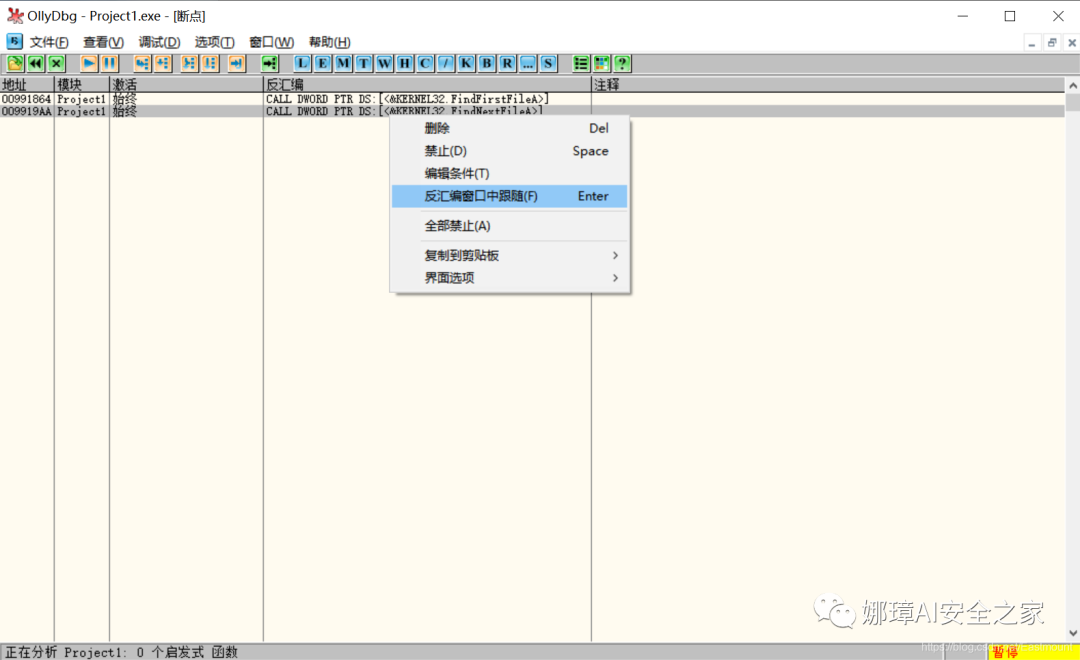 OllyDbg - Project1.exe - [断点]
文件(F) 查看(V) 调试(D) 选项(T) 窗口(W) 帮助(H)
L E M T W H C / K B R ... S ?
地址 模块 激活 反汇编 注释
00991864 Project1 始终 CALL DWORD PTR DS:[<&KERNEL32.FindFirstFileA>]
009919AA Project1 始终 CALL DWORD PTR DS:[<&KERNEL32.FindNextFileA>]
删除 Del
禁止(D) Space
编辑条件(T)
反汇编窗口中跟随(F) Enter
全部禁止(A)
复制到剪贴板
界面选项
娜璋AI安全之家
正在分析 Project1: 0 个启发式 函数 暂停